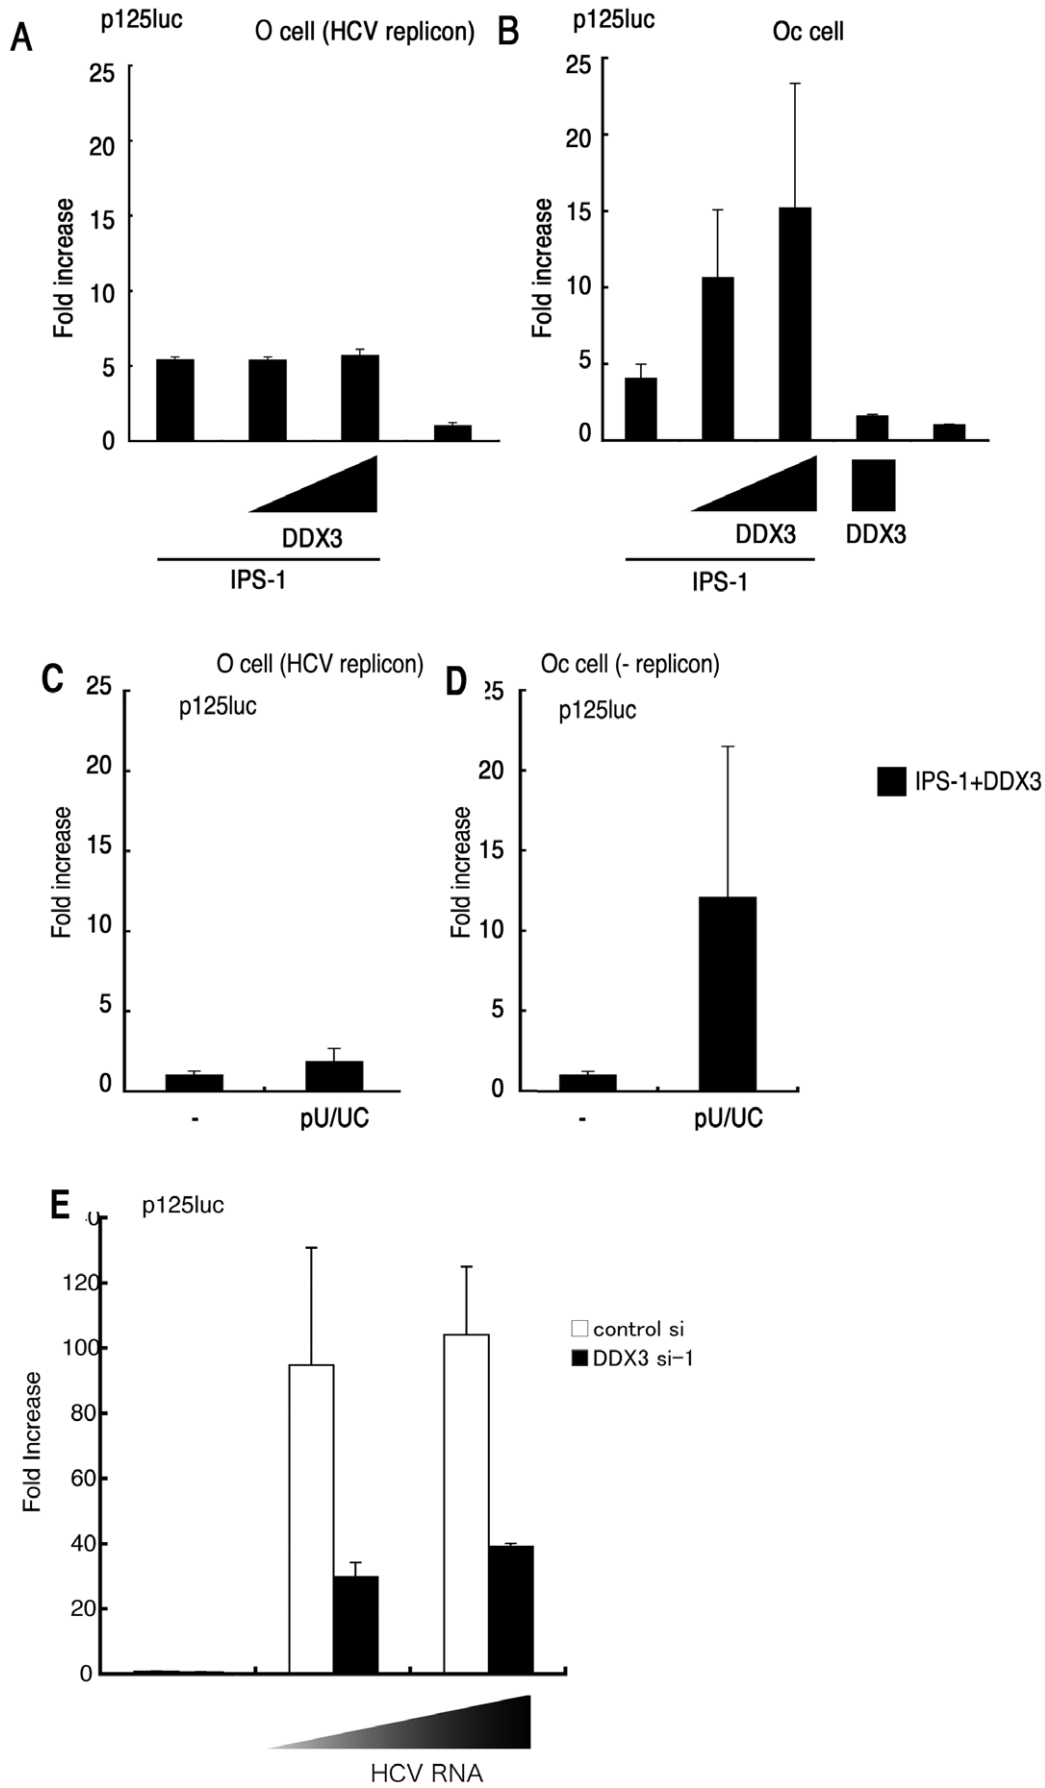 A
p125luc
O cell (HCV replicon)
25
20
15
10
5
0
Fold increase
DDX3
IPS-1
B
p125luc
Oc cell
25
20
15
10
5
0
Fold increase
DDX3
DDX3
IPS-1
C
O cell (HCV replicon)
p125luc
25
20
15
10
5
0
Fold increase
-
pU/UC
D
Oc cell (- replicon)
p125luc
25
20
15
10
5
0
Fold increase
-
pU/UC
IPS-1+DDX3
E
p125luc
120
100
80
60
40
20
0
Fold Increase
control si
DDX3 si-1
HCV RNA